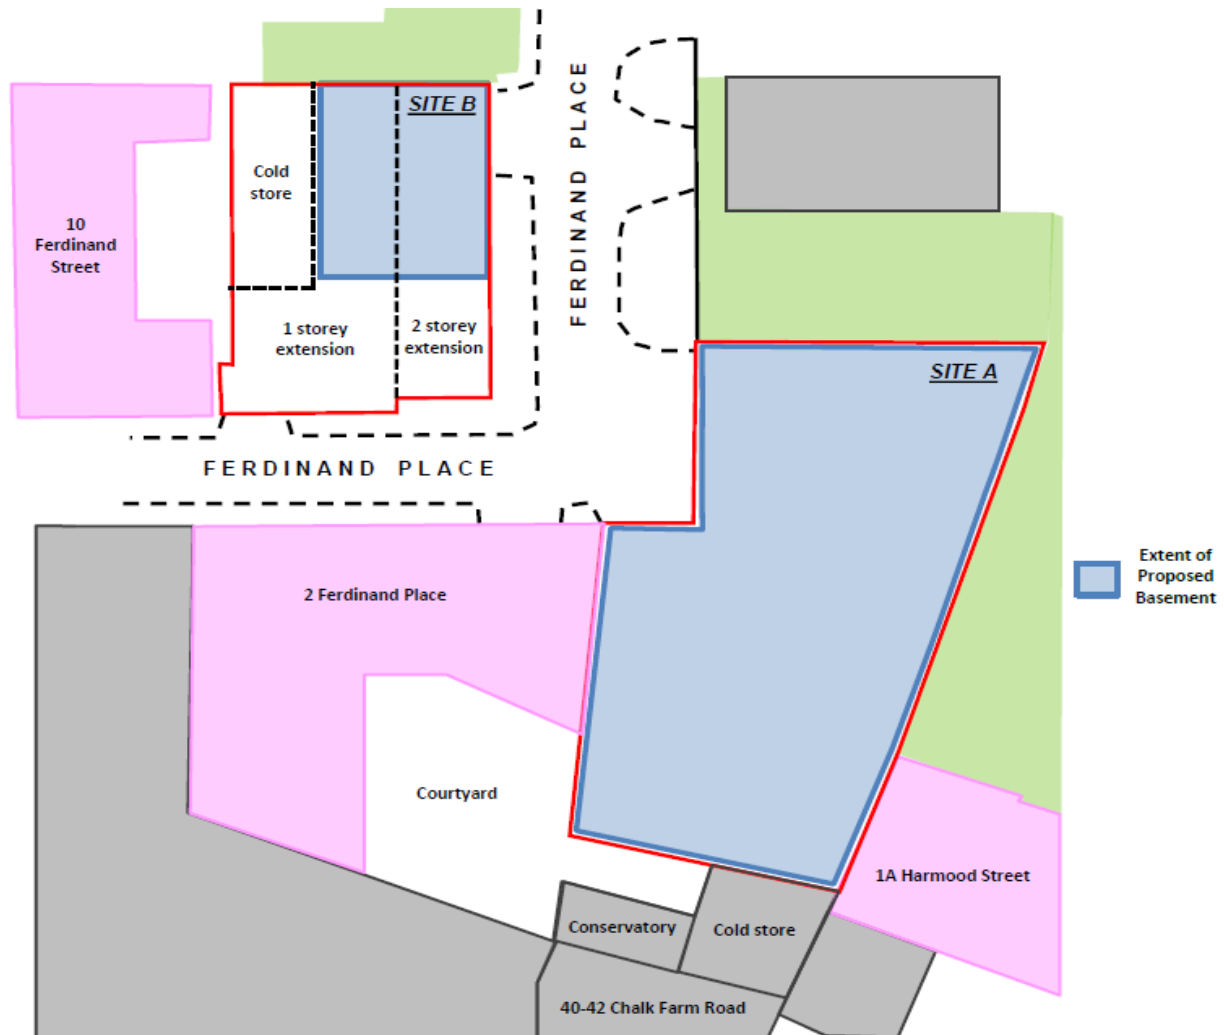 SITE B
FERDINAND PLACE
Cold
store
10
Ferdinand
Street
1 storey
extension
2 storey
extension
SITE A
FERDINAND PLACE
Extent of
Proposed
Basement
2 Ferdinand Place
Courtyard
1A Harmood Street
Conservatory
Cold store
40-42 Chalk Farm Road